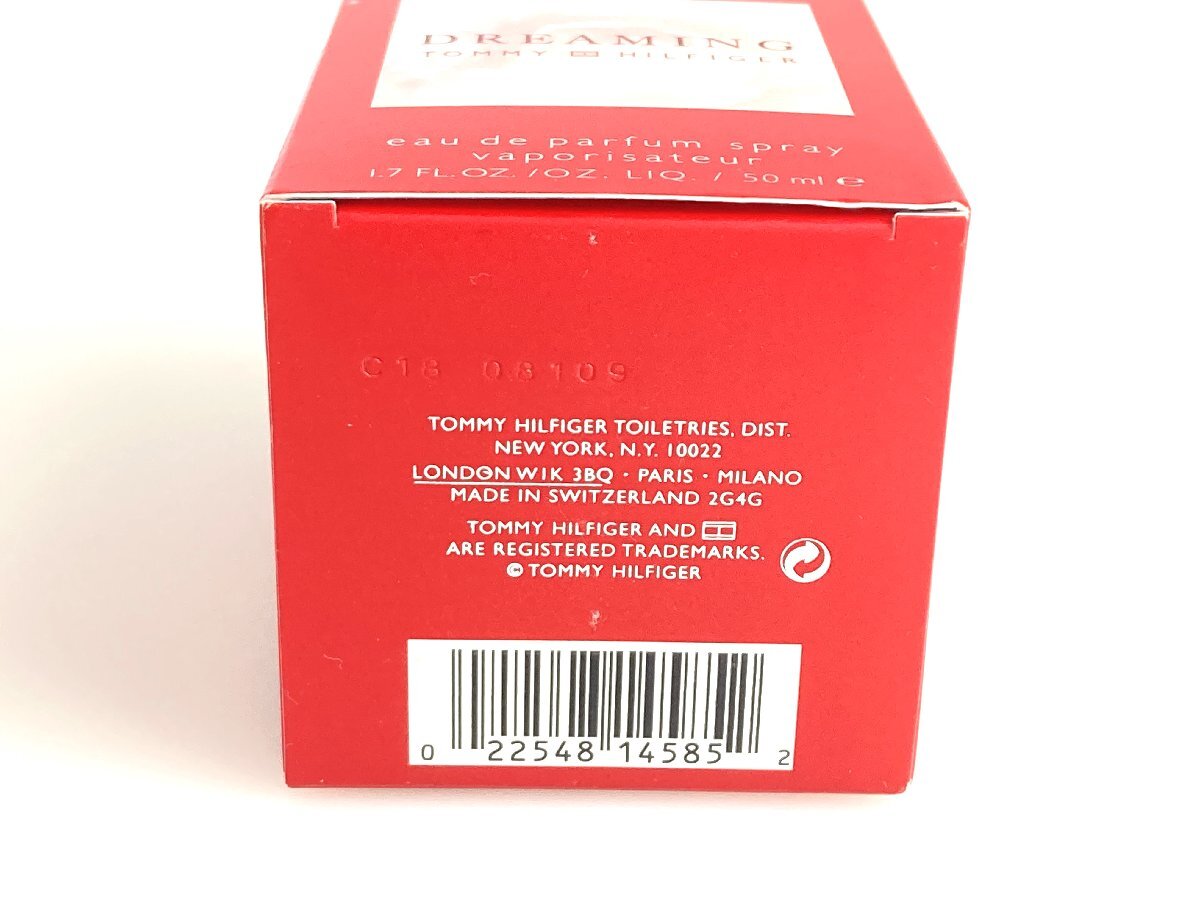 DREAMING
TOMMY HILFIGER
eau de parfum spray
vaporisateur
1.7 FL.OZ. /OZ. LIQ. / 50 ml e
C18 08109
TOMMY HILFIGER TOILETRIES, DIST.
NEW YORK, N.Y. 10022
LONDON W1K 3BQ · PARIS · MILANO
MADE IN SWITZERLAND 2G4G
TOMMY HILFIGER AND
ARE REGISTERED TRADEMARKS.
© TOMMY HILFIGER
0 22548 14585 2